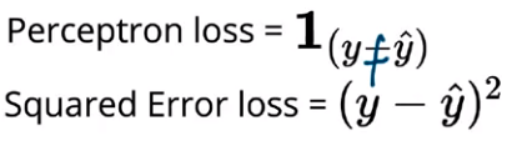 Perceptron loss = 𝟏(y≠ŷ)
Squared Error loss = (y − ŷ)²